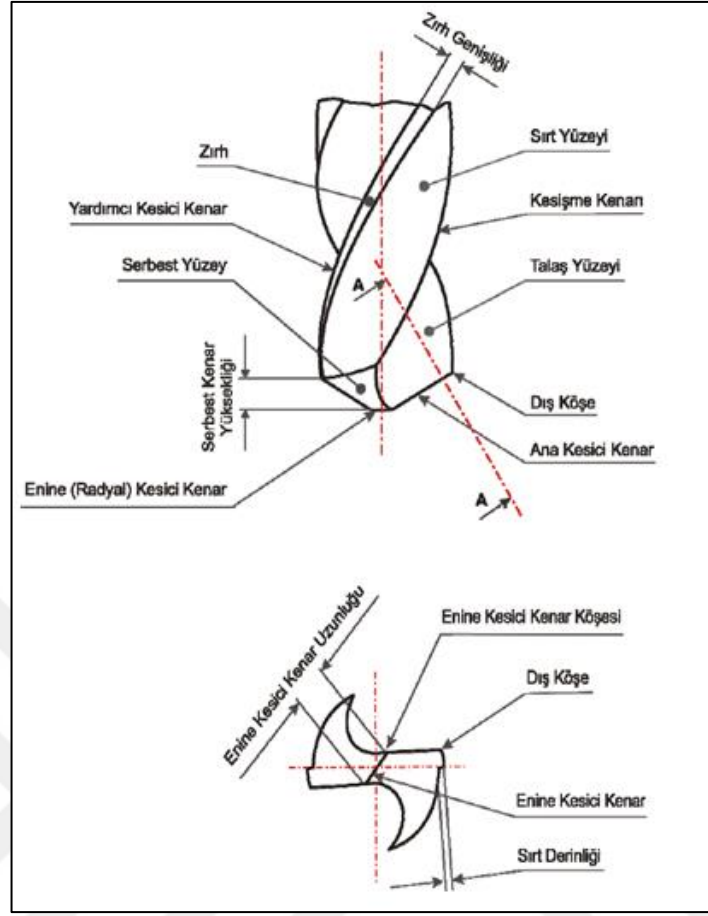 Zırh Genişliği
Zırh
Sırt Yüzeyi
Yardımcı Kesici Kenar
Kesişme Kenarı
Serbest Yüzey
Talaş Yüzeyi
A
Serbest Kenar
Yüksekliği
Dış Köşe
Ana Kesici Kenar
Enine (Radyal) Kesici Kenar
A
Enine Kesici Kenar Uzunluğu
Enine Kesici Kenar Köşesi
Dış Köşe
Enine Kesici Kenar
Sırt Derinliği